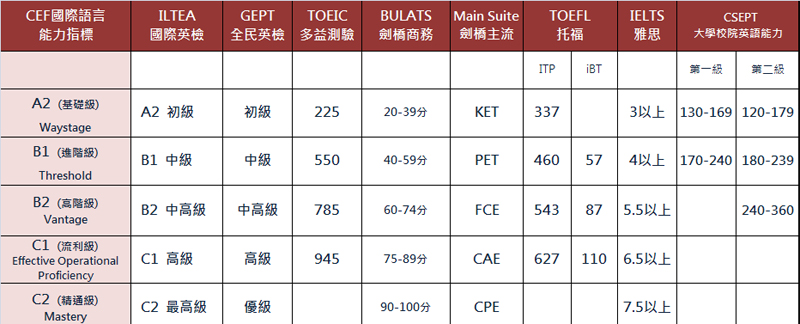 CEF國際語言
能力指標
ILTEA
國際英檢
GEPT
全民英檢
TOEIC
多益測驗
BULATS
劍橋商務
Main Suite
劍橋主流
TOEFL
托福
IELTS
雅思
CSEPT
大學校院英語能力
ITP iBT 第一級 第二級
A2 (基礎級)
Waystage
A2 初級 初級 225 20-39分 KET 337 3以上 130-169 120-179
B1 (進階級)
Threshold
B1 中級 中級 550 40-59分 PET 460 57 4以上 170-240 180-239
B2 (高階級)
Vantage
B2 中高級 中高級 785 60-74分 FCE 543 87 5.5以上 240-360
C1 (流利級)
Effective Operational
Proficiency
C1 高級 高級 945 75-89分 CAE 627 110 6.5以上
C2 (精通級)
Mastery
C2 最高級 優級 90-100分 CPE 7.5以上